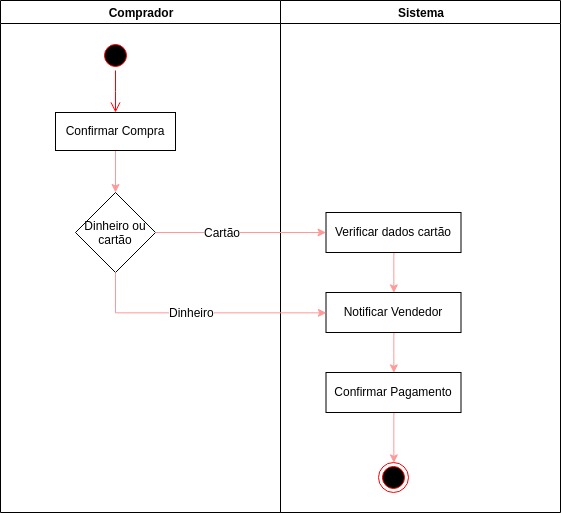 Comprador
Sistema
Confirmar Compra
Dinheiro ou
cartão
Cartão
Verificar dados cartão
Dinheiro
Notificar Vendedor
Confirmar Pagamento